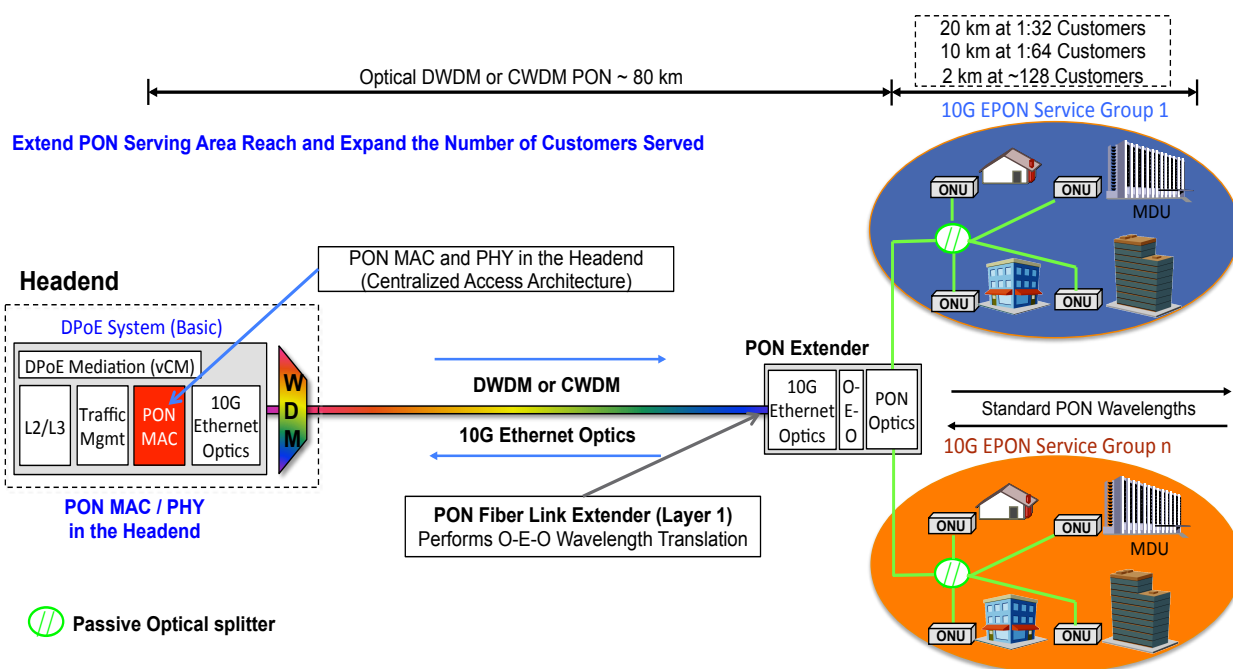 20 km at 1:32 Customers
10 km at 1:64 Customers
2 km at ~128 Customers
Optical DWDM or CWDM PON ~ 80 km
10G EPON Service Group 1
Extend PON Serving Area Reach and Expand the Number of Customers Served
ONU
ONU
MDU
ONU
ONU
PON MAC and PHY in the Headend
(Centralized Access Architecture)
Headend
DPoE System (Basic)
DPoE Mediation (vCM)
L2/L3
Traffic
Mgmt
PON
MAC
10G
Ethernet
Optics
W
D
M
DWDM or CWDM
10G Ethernet Optics
PON Extender
10G
Ethernet
Optics
O-
E-
O
PON
Optics
Standard PON Wavelengths
10G EPON Service Group n
PON MAC / PHY
in the Headend
PON Fiber Link Extender (Layer 1)
Performs O-E-O Wavelength Translation
ONU
ONU
MDU
ONU
ONU
Passive Optical splitter